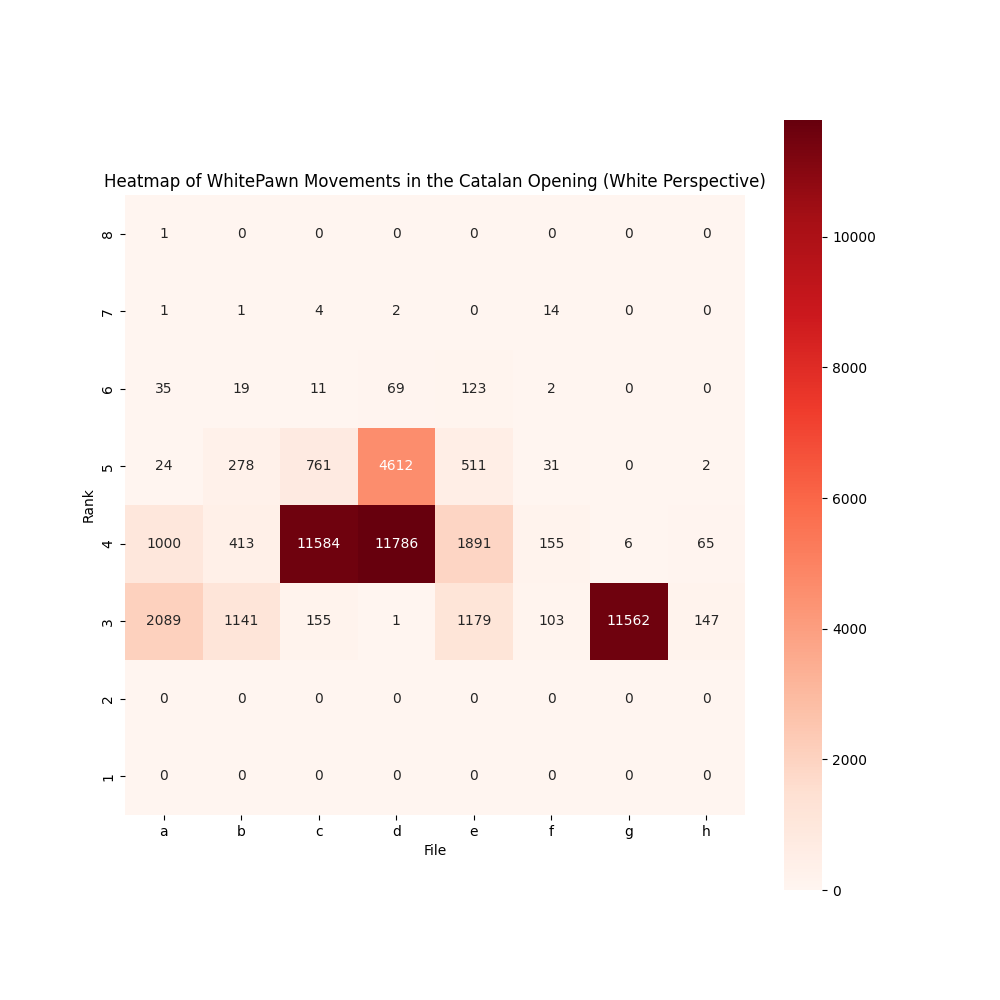 Heatmap of WhitePawn Movements in the Catalan Opening (White Perspective)
8 1 0 0 0 0 0 0 0
7 1 1 4 2 0 14 0 0
6 35 19 11 69 123 2 0 0
5 24 278 761 4612 511 31 0 2
4 1000 413 11584 11786 1891 155 6 65
3 2089 1141 155 1 1179 103 11562 147
2 0 0 0 0 0 0 0 0
1 0 0 0 0 0 0 0 0
a b c d e f g h
File
Rank
10000
8000
6000
4000
2000
0